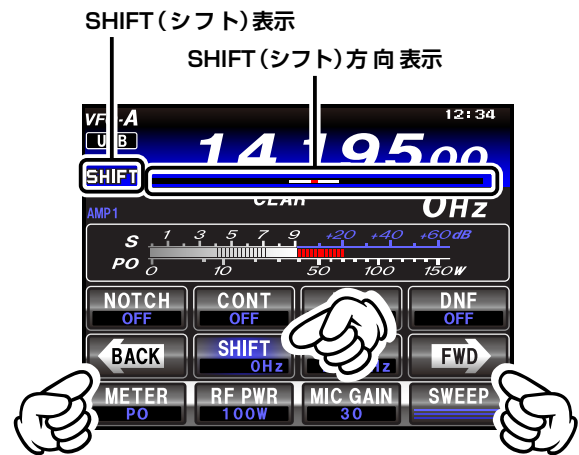 SHIFT(シフト)表示
SHIFT(シフト)方向表示
12:34
SHIFT
AMP1
0Hz
S 1 3 5 7 9 +20 +40 +60dB
PO 0 10 50 100 150W
NOTCH CONT DNF
OFF OFF OFF
BACK SHIFT FWD
0Hz
METER RF PWR MIC GAIN SWEEP
PO 100W 30